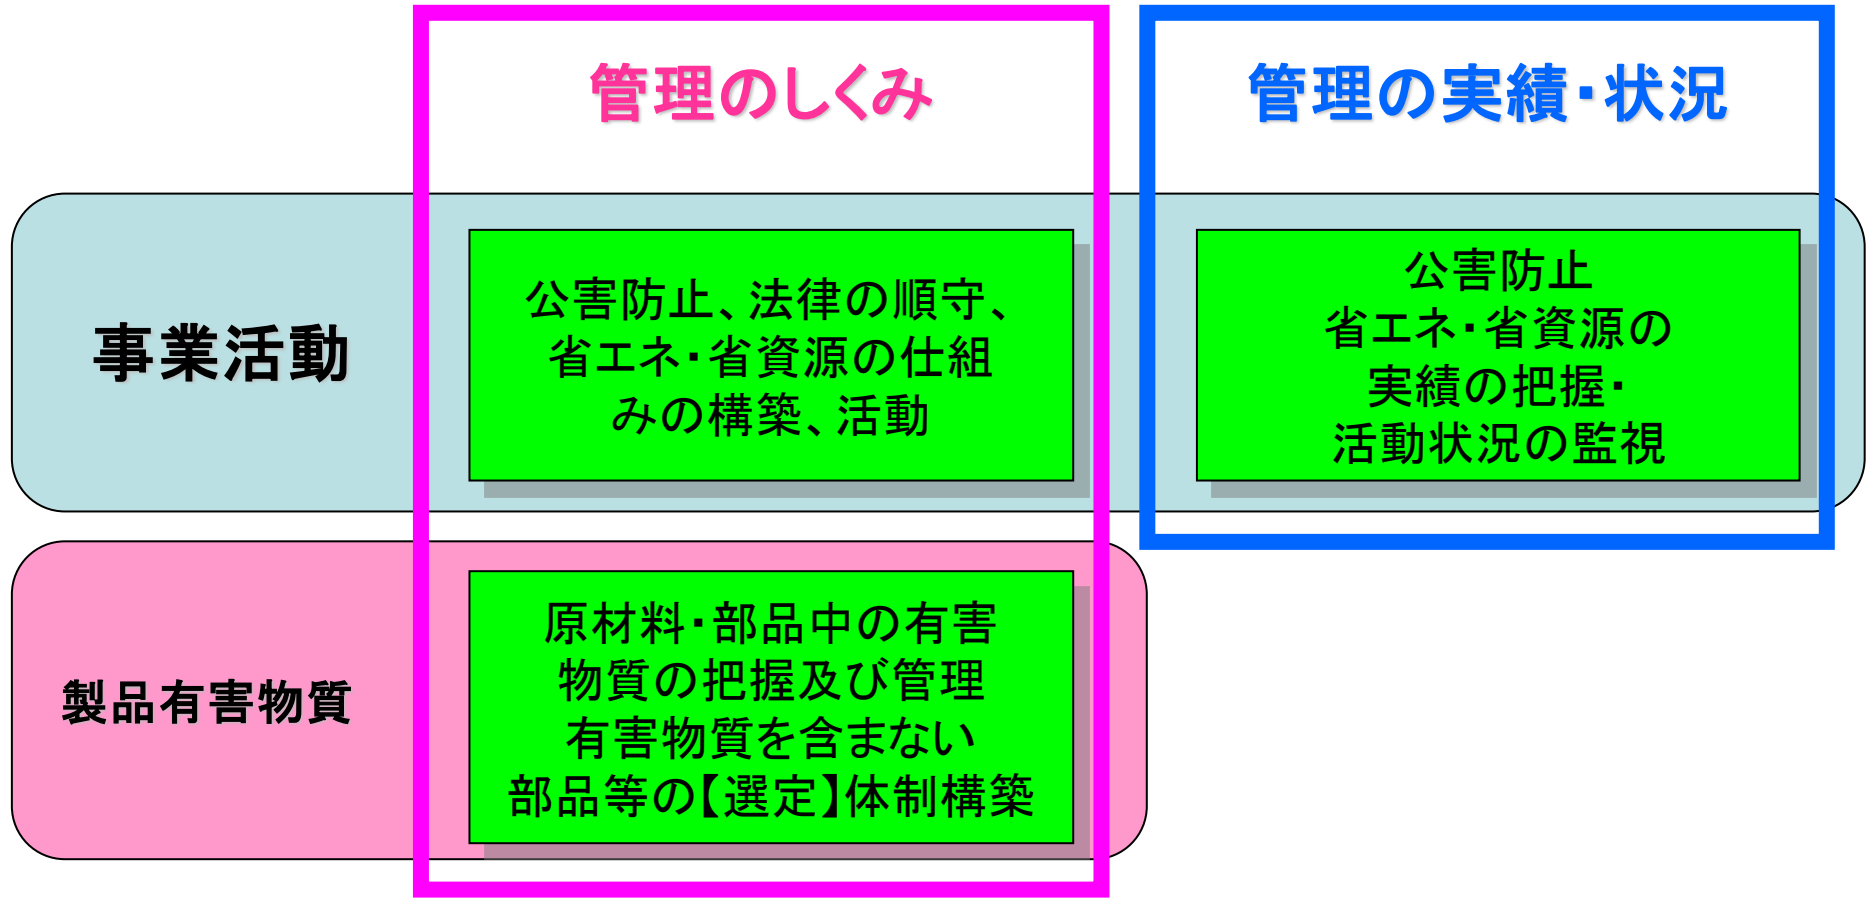 管理のしくみ
管理の実績・状況
事業活動
公害防止、法律の順守、
省エネ・省資源の仕組
みの構築、活動
公害防止
省エネ・省資源の
実績の把握・
活動状況の監視
製品有害物質
原材料・部品中の有害
物質の把握及び管理
有害物質を含まない
部品等の【選定】体制構築